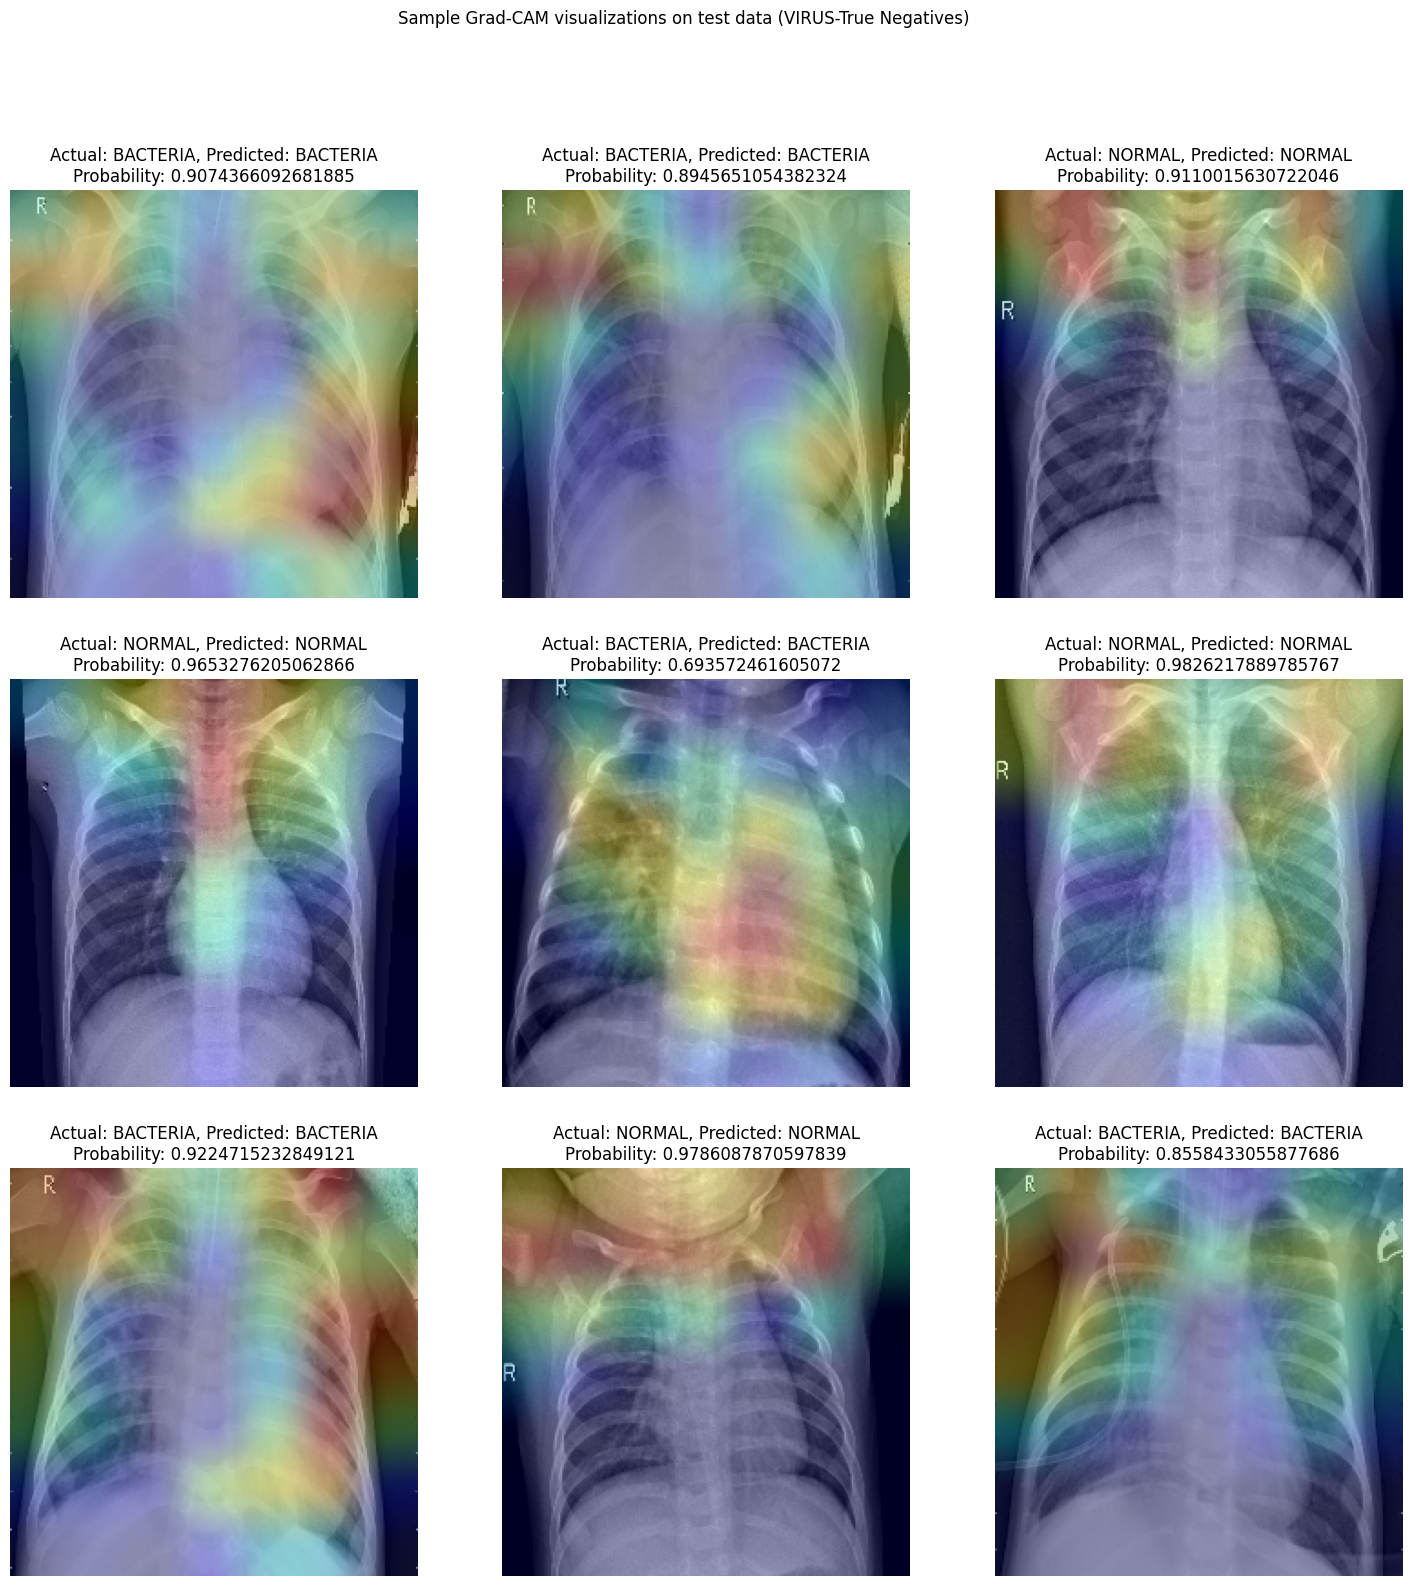 Sample Grad-CAM visualizations on test data (VIRUS-True Negatives)
Actual: BACTERIA, Predicted: BACTERIA
Probability: 0.9074366092681885
R
Actual: BACTERIA, Predicted: BACTERIA
Probability: 0.8945651054382324
R
Actual: NORMAL, Predicted: NORMAL
Probability: 0.9110015630722046
R
Actual: NORMAL, Predicted: NORMAL
Probability: 0.9653276205062866
Actual: BACTERIA, Predicted: BACTERIA
Probability: 0.693572461605072
R
Actual: NORMAL, Predicted: NORMAL
Probability: 0.9826217889785767
R
Actual: BACTERIA, Predicted: BACTERIA
Probability: 0.9224715232849121
R
Actual: NORMAL, Predicted: NORMAL
Probability: 0.9786087870597839
R
Actual: BACTERIA, Predicted: BACTERIA
Probability: 0.8558433055877686
R